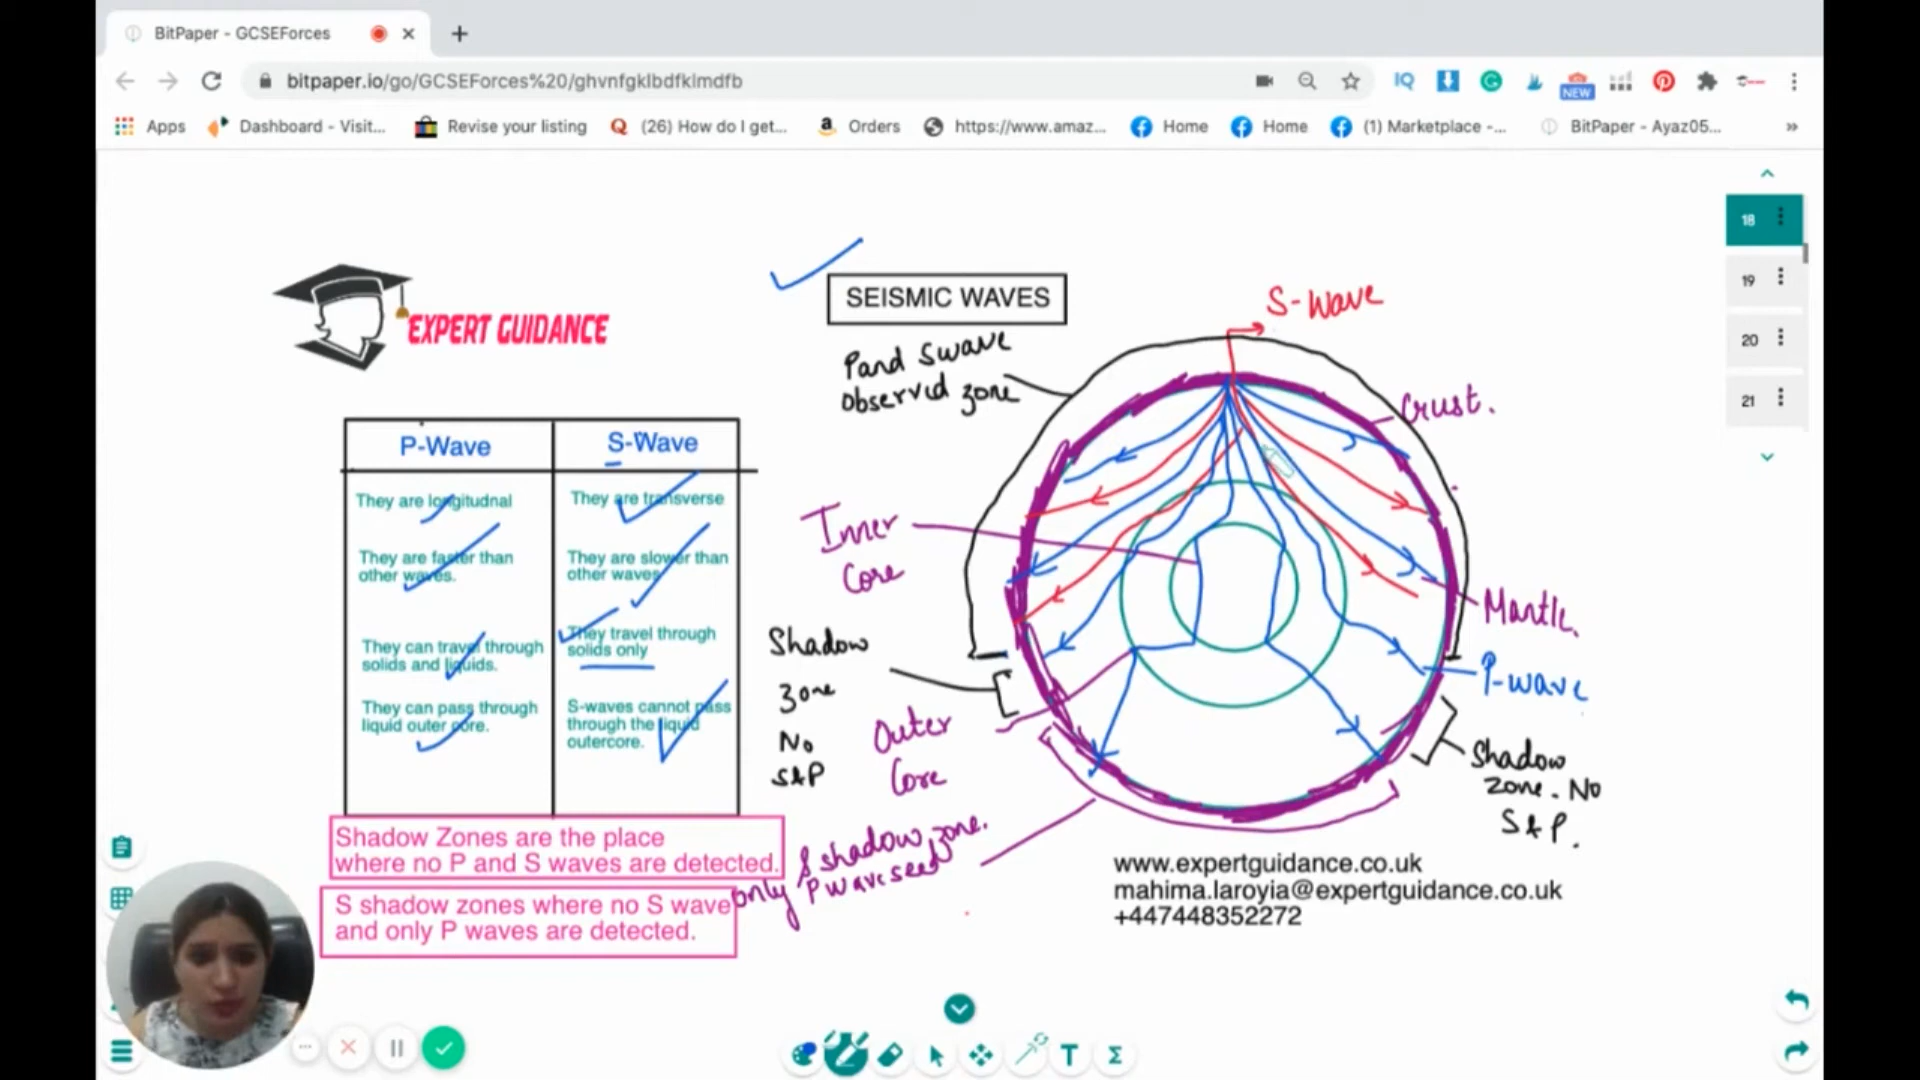 BitPaper - GCSEForces
bitpaper.io/go/GCSEForces%20/ghvnfgklbdfklmdfb
NEW
Apps
Dashboard - Visit...
Revise your listing
(26) How do I get...
Orders
https://www.amaz...
Home
Home
(1) Marketplace -...
BitPaper - Ayaz05...
18
19
20
21
EXPERT GUIDANCE
SEISMIC WAVES
S-Wave
P and S wave
Observed zone
Crust.
P-Wave
S-Wave
They are longitudnal
They are transverse
They are faster than
other waves.
They are slower than
other waves
They can travel through
solids and liquids.
They travel through
solids only
They can pass through
liquid outer core.
S-waves cannot pass
through the liquid
outercore.
Inner
Core
Mantle.
P-wave
Shadow
zone
No
S&P
Outer
Core
Shadow
zone. No
S & P.
only S shadow zone.
P waves seen
Shadow Zones are the place
where no P and S waves are detected.
S shadow zones where no S wave
and only P waves are detected.
www.expertguidance.co.uk
mahima.laroyia@expertguidance.co.uk
+447448352272
T
Σ